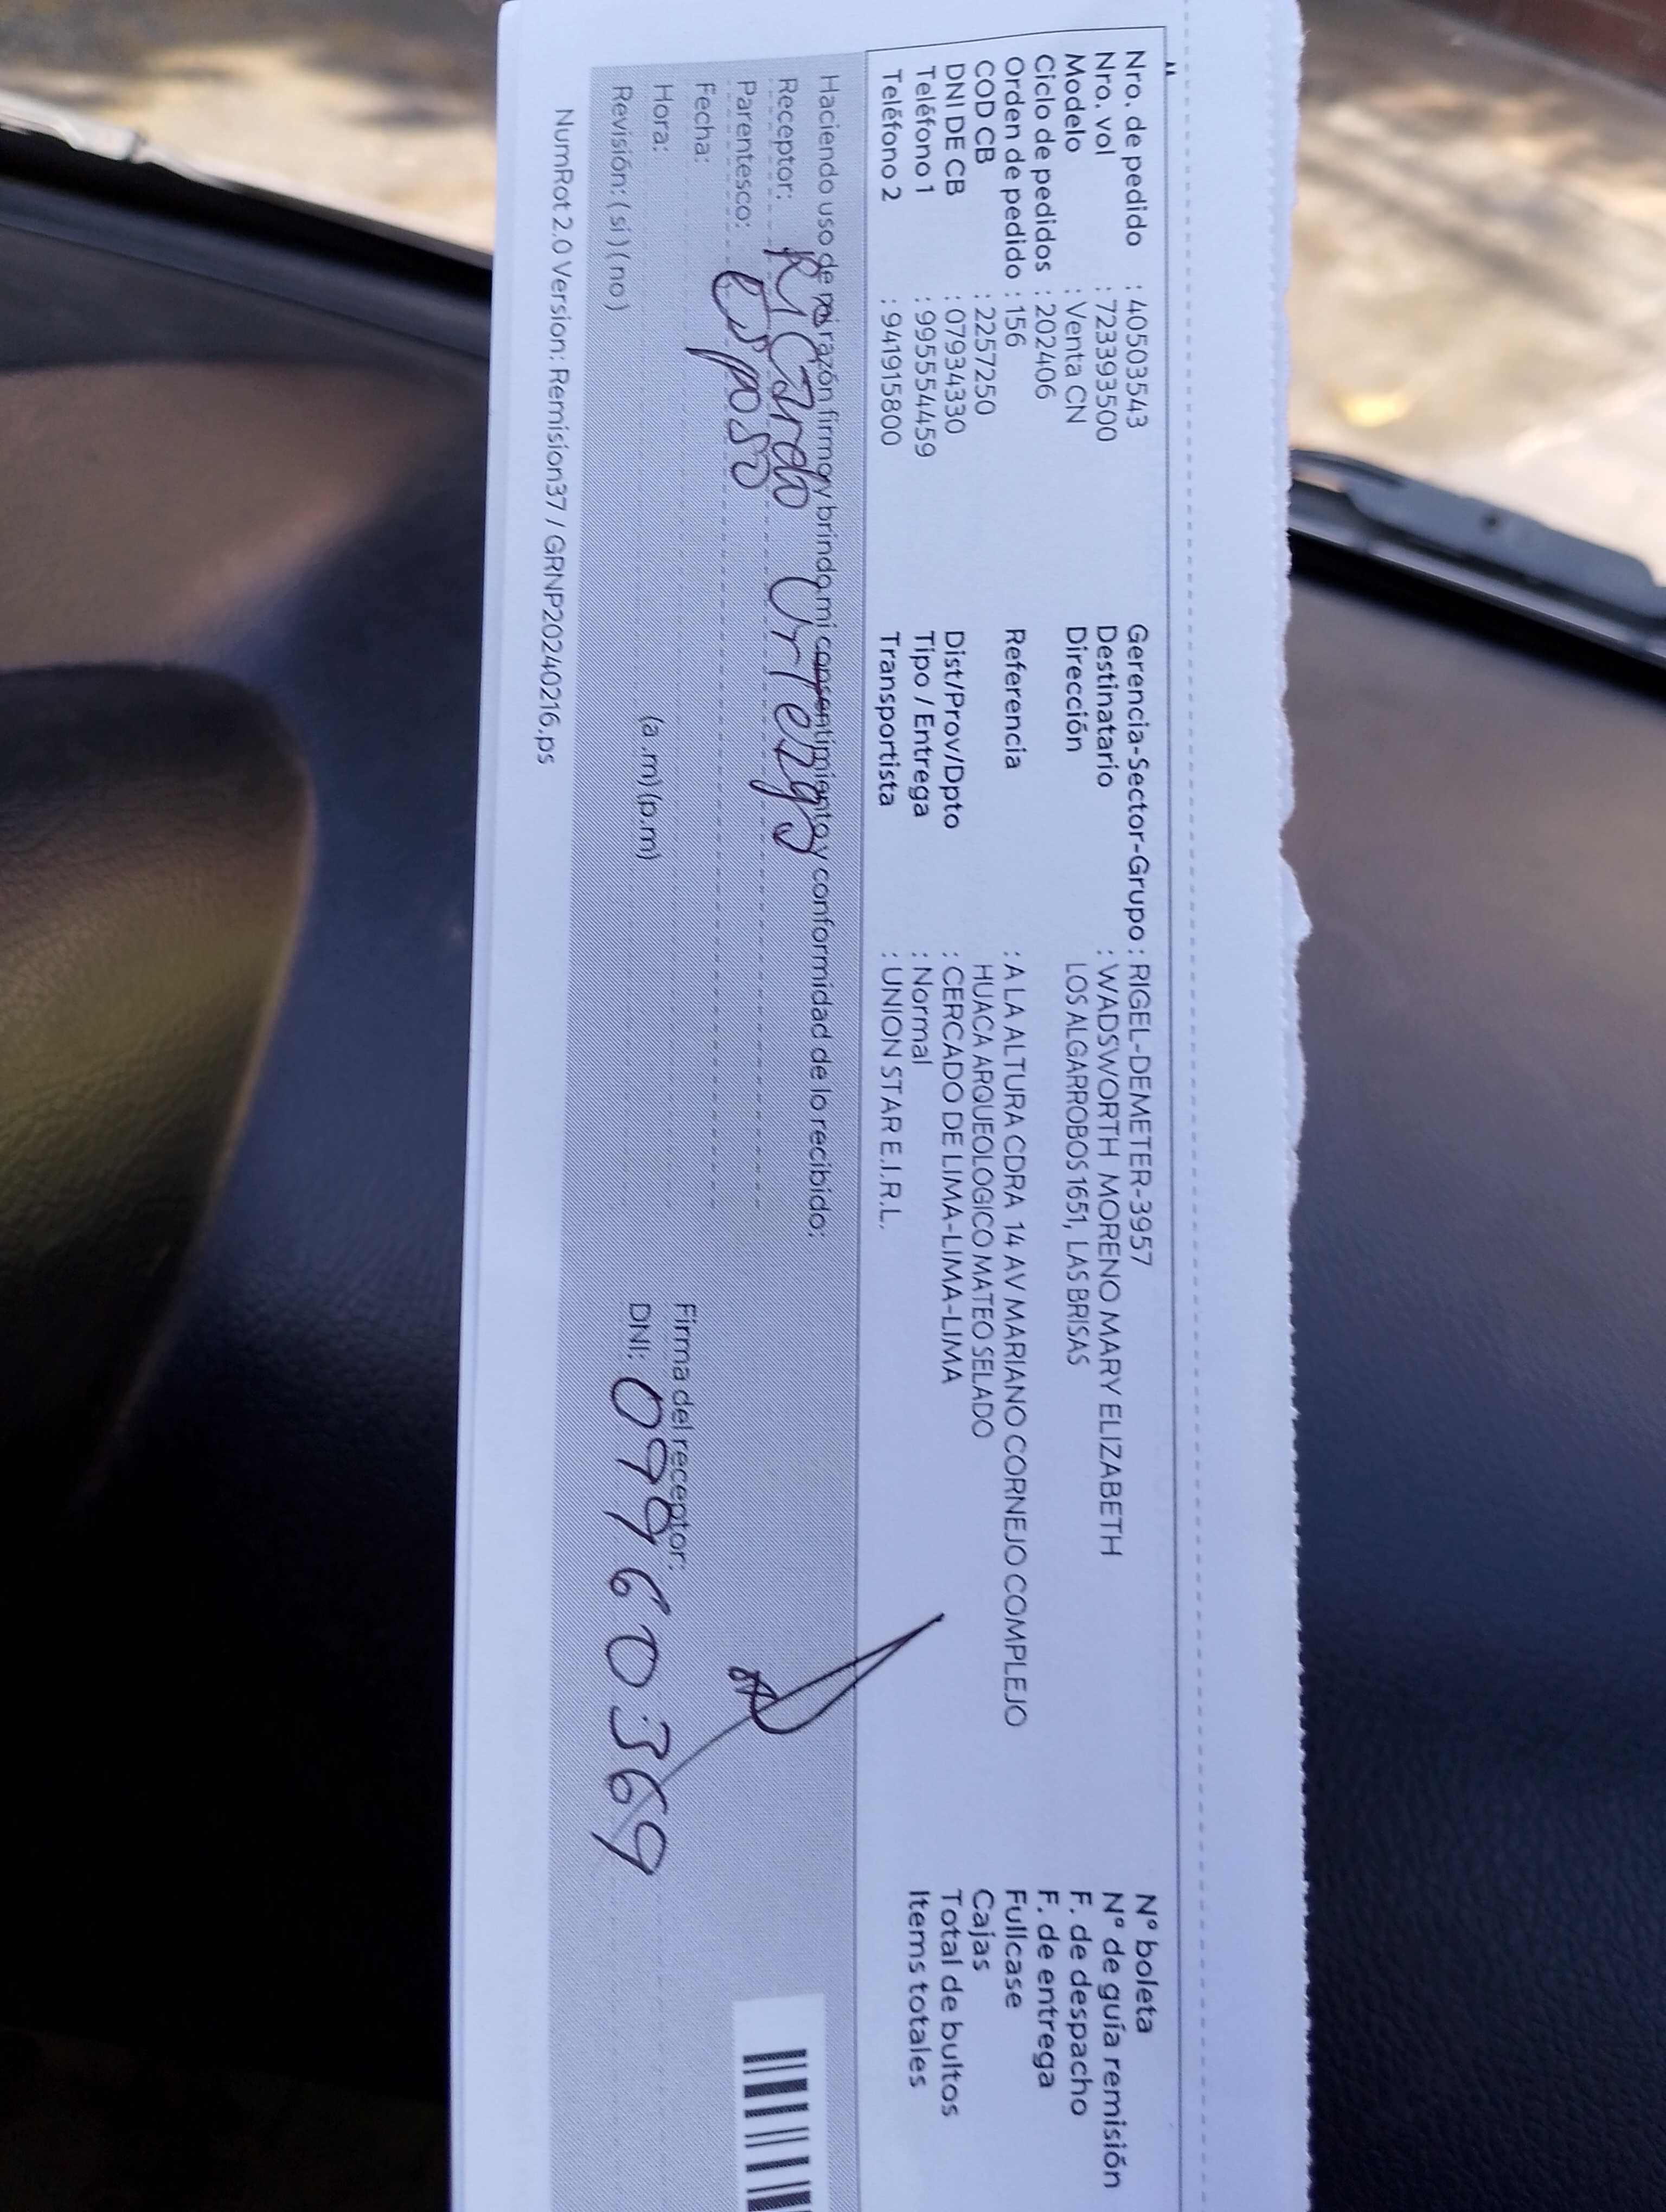 Nro. de pedido : 40503543
Nro. vol : 7233935​00
Modelo : Venta CN
Ciclo de pedidos : 202406
Orden de pedido : 156
COD CB : 2257250
DNI DE CB : 07934330
Teléfono 1 : 995554459
Teléfono 2 : 941915800
Gerencia-Sector-Grupo : RIGEL-DEMETER-3957
Destinatario : WADSWORTH MORENO MARY ELIZABETH
Dirección LOS ALGARROBOS 1651, LAS BRISAS
Referencia : A LA ALTURA CDRA 14 AV MARIANO CORNEJO COMPLEJO
HUACA ARQUEOLOGICO MATEO SELADO
Dist/Prov/Dpto : CERCADO DE LIMA-LIMA-LIMA
Tipo / Entrega : Normal
Transportista : UNION STAR E.I.R.L.
N° boleta
N° de guía remisión
F. de despacho
F. de entrega
Fullcase
Cajas
Total de bultos
Items totales
Haciendo uso de mi razón firmo y brindo mi consentimiento y conformidad de lo recibido:
Receptor: Ricardo Urteaga
Parentesco: Esposo
Fecha:
Hora: (a.m) (p.m)
Revisión: ( si ) ( no )
Firma del receptor:
DNI: 09960369
NumRot 2.0 Version: Remision37 / GRNP20240216.ps